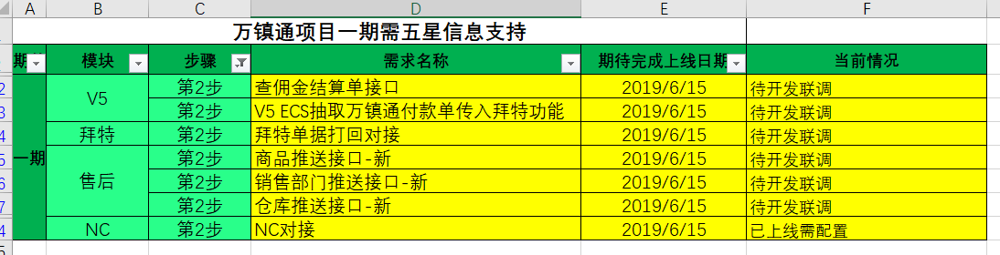 A B C D E F
万镇通项目一期需五星信息支持
期 模块 步骤 需求名称 期待完成上线日期 当前情况
2 V5 第2步 查佣金结算单接口 2019/6/15 待开发联调
3 第2步 V5 ECS抽取万镇通付款单传入拜特功能 2019/6/15 待开发联调
4 拜特 第2步 拜特单据打回对接 2019/6/15 待开发联调
5 一期 售后 第2步 商品推送接口-新 2019/6/15 待开发联调
6 第2步 销售部门推送接口-新 2019/6/15 待开发联调
7 第2步 仓库推送接口-新 2019/6/15 待开发联调
4 NC 第2步 NC对接 2019/6/15 已上线需配置
5